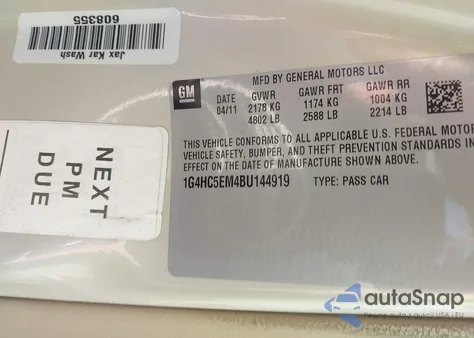 608355
Jax Kar Wash
NEXT
PM
DUE
GM
MFD BY GENERAL MOTORS LLC
DATE GVWR GAWR FRT GAWR RR
04/11 2178 KG 1174 KG 1004 KG
4802 LB 2588 LB 2214 LB
THIS VEHICLE CONFORMS TO ALL APPLICABLE U.S. FEDERAL MOTOR
VEHICLE SAFETY, BUMPER, AND THEFT PREVENTION STANDARDS IN
EFFECT ON THE DATE OF MANUFACTURE SHOWN ABOVE.
1G4HC5EM4BU144919 TYPE: PASS CAR
autoSnap